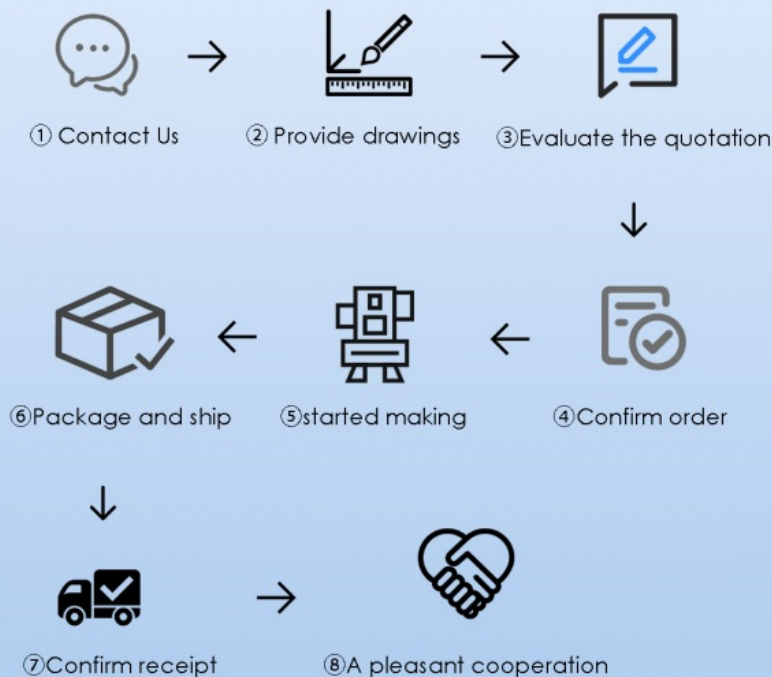 ① Contact Us
② Provide drawings
③Evaluate the quotation
④Confirm order
⑤started making
⑥Package and ship
⑦Confirm receipt
⑧A pleasant cooperation